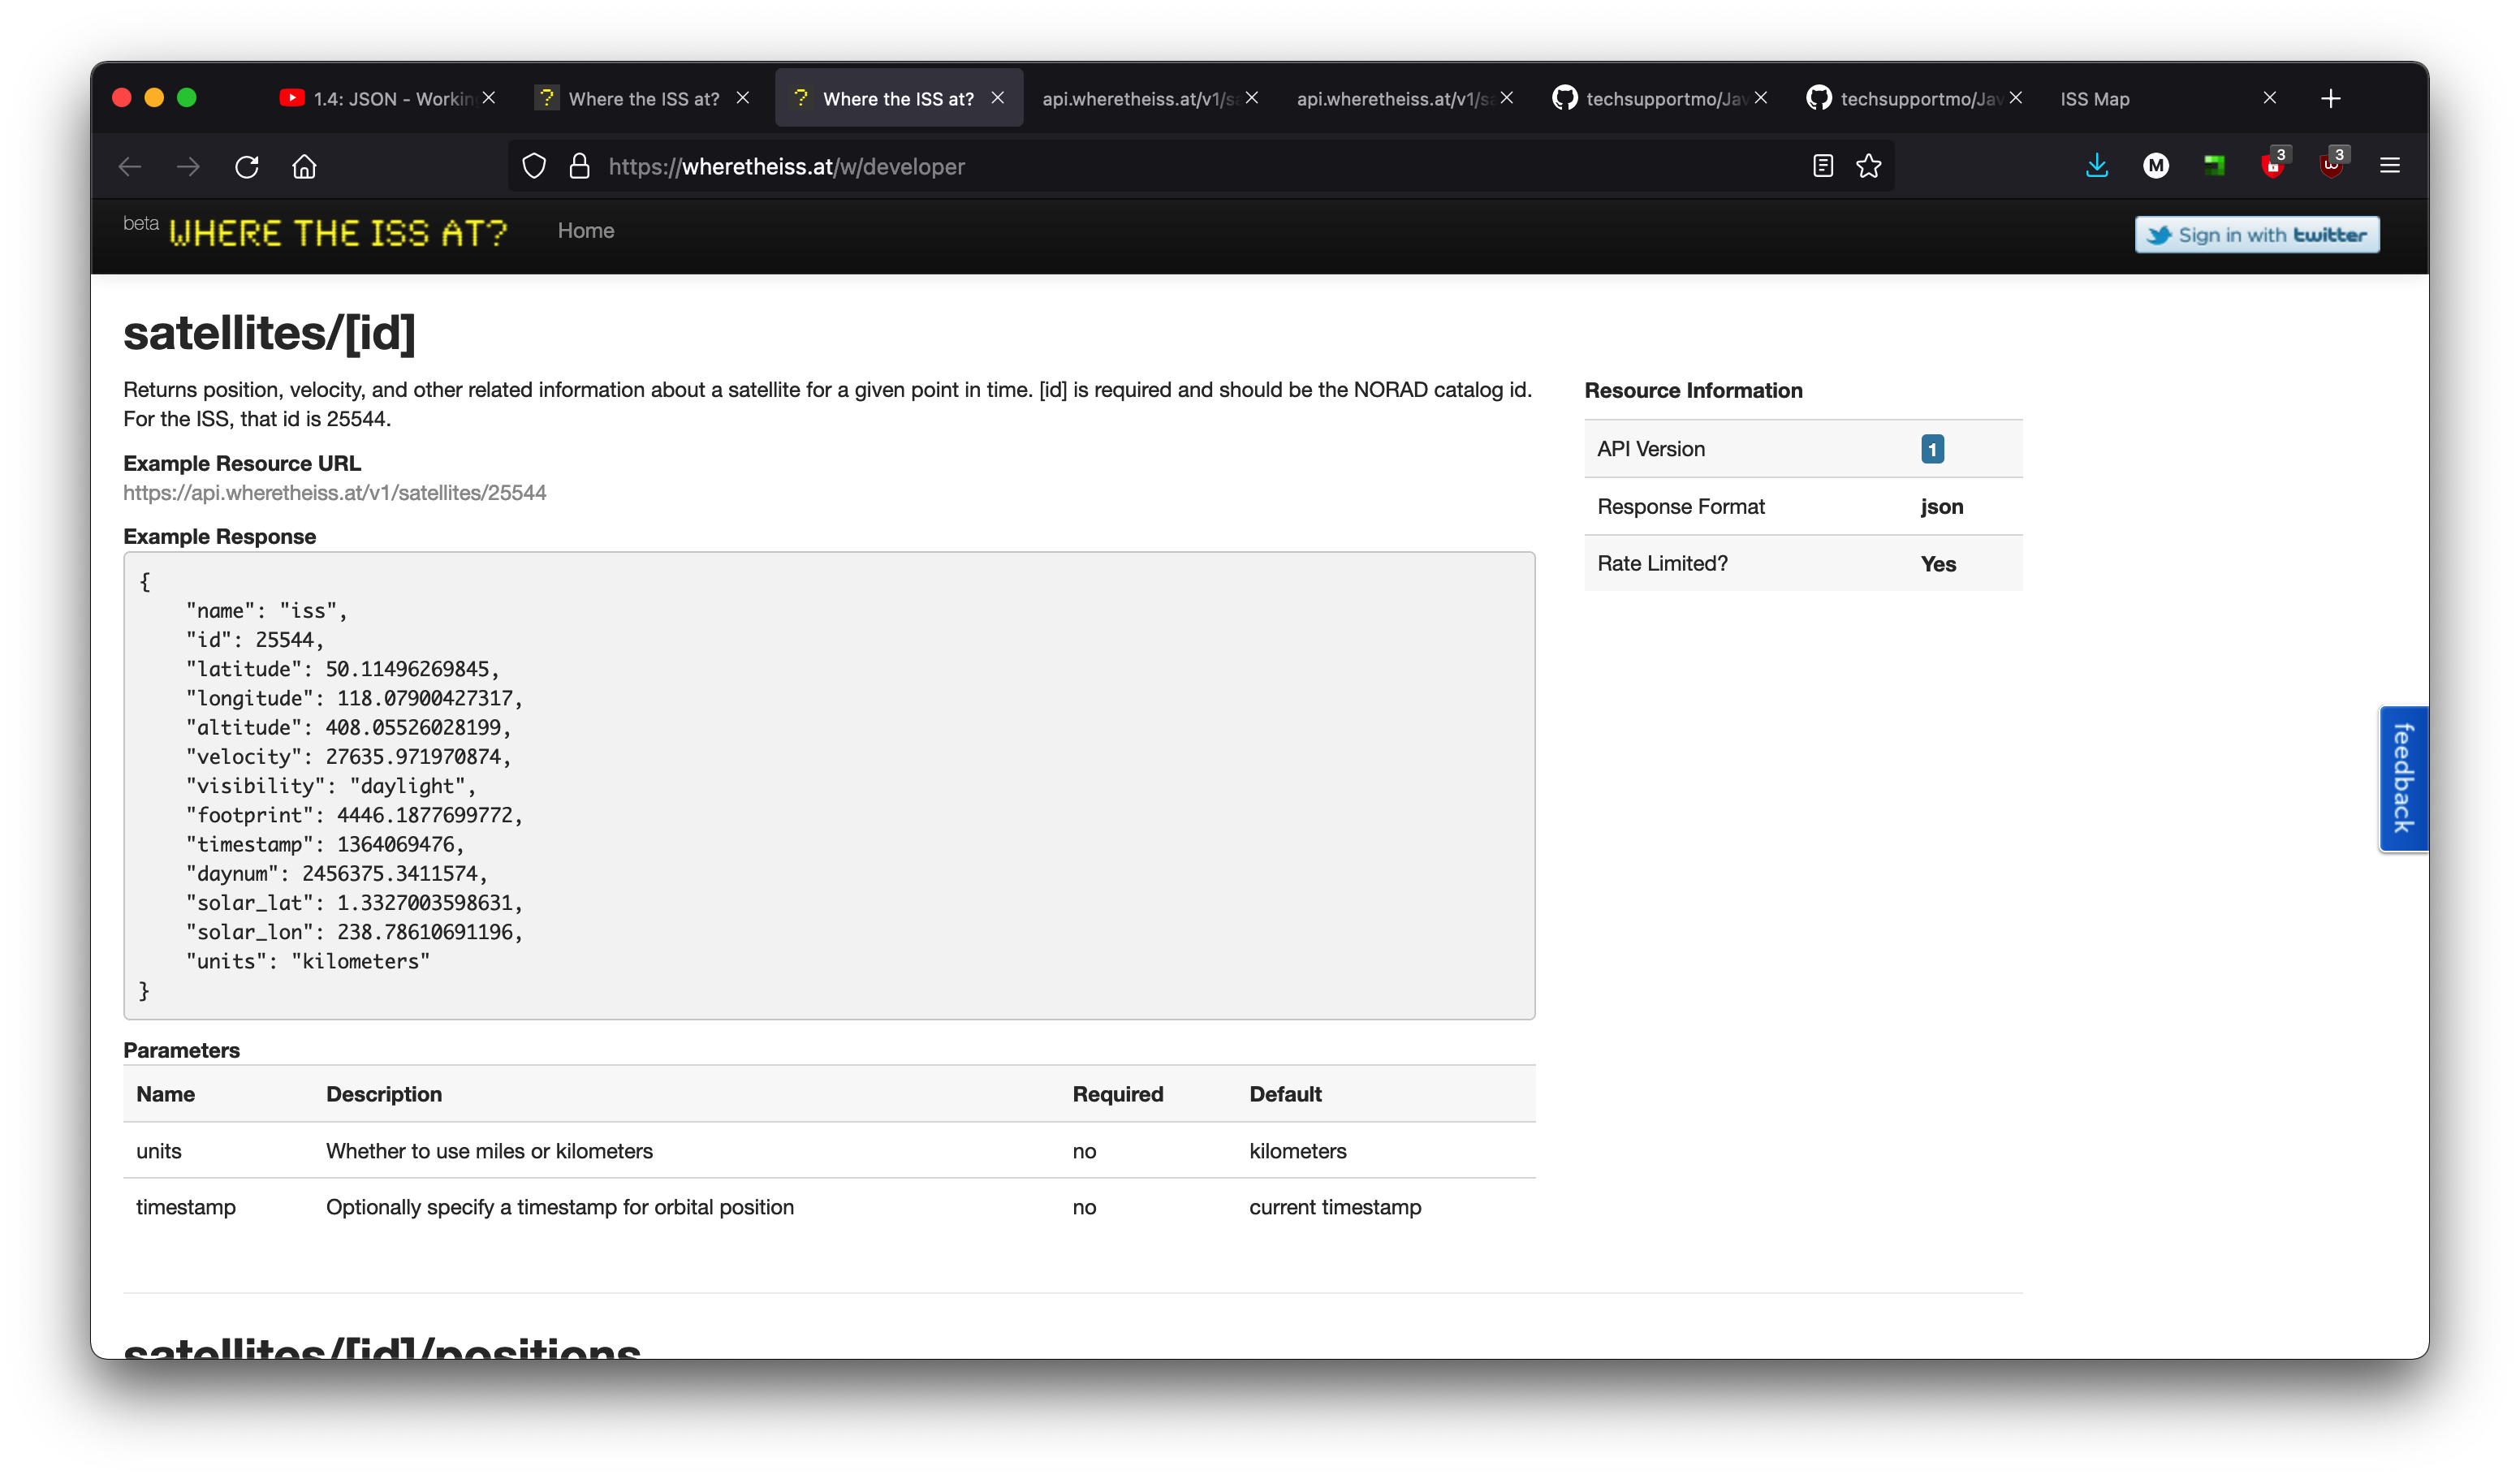 1.4: JSON - Workin
Where the ISS at?
Where the ISS at?
api.wheretheiss.at/v1/sa
api.wheretheiss.at/v1/sa
techsupportmo/Jav
techsupportmo/Jav
ISS Map
https://wheretheiss.at/w/developer
M
3
3
beta
WHERE THE ISS AT?
Home
Sign in with twitter
satellites/[id]
Returns position, velocity, and other related information about a satellite for a given point in time. [id] is required and should be the NORAD catalog id.
For the ISS, that id is 25544.
Example Resource URL
https://api.wheretheiss.at/v1/satellites/25544
Example Response
{
    "name": "iss",
    "id": 25544,
    "latitude": 50.11496269845,
    "longitude": 118.07900427317,
    "altitude": 408.05526028199,
    "velocity": 27635.971970874,
    "visibility": "daylight",
    "footprint": 4446.1877699772,
    "timestamp": 1364069476,
    "daynum": 2456375.3411574,
    "solar_lat": 1.3327003598631,
    "solar_lon": 238.78610691196,
    "units": "kilometers"
}
Parameters
Name Description Required Default
units Whether to use miles or kilometers no kilometers
timestamp Optionally specify a timestamp for orbital position no current timestamp
Resource Information
API Version 1
Response Format json
Rate Limited? Yes
feedback
satellites/[id]/positions